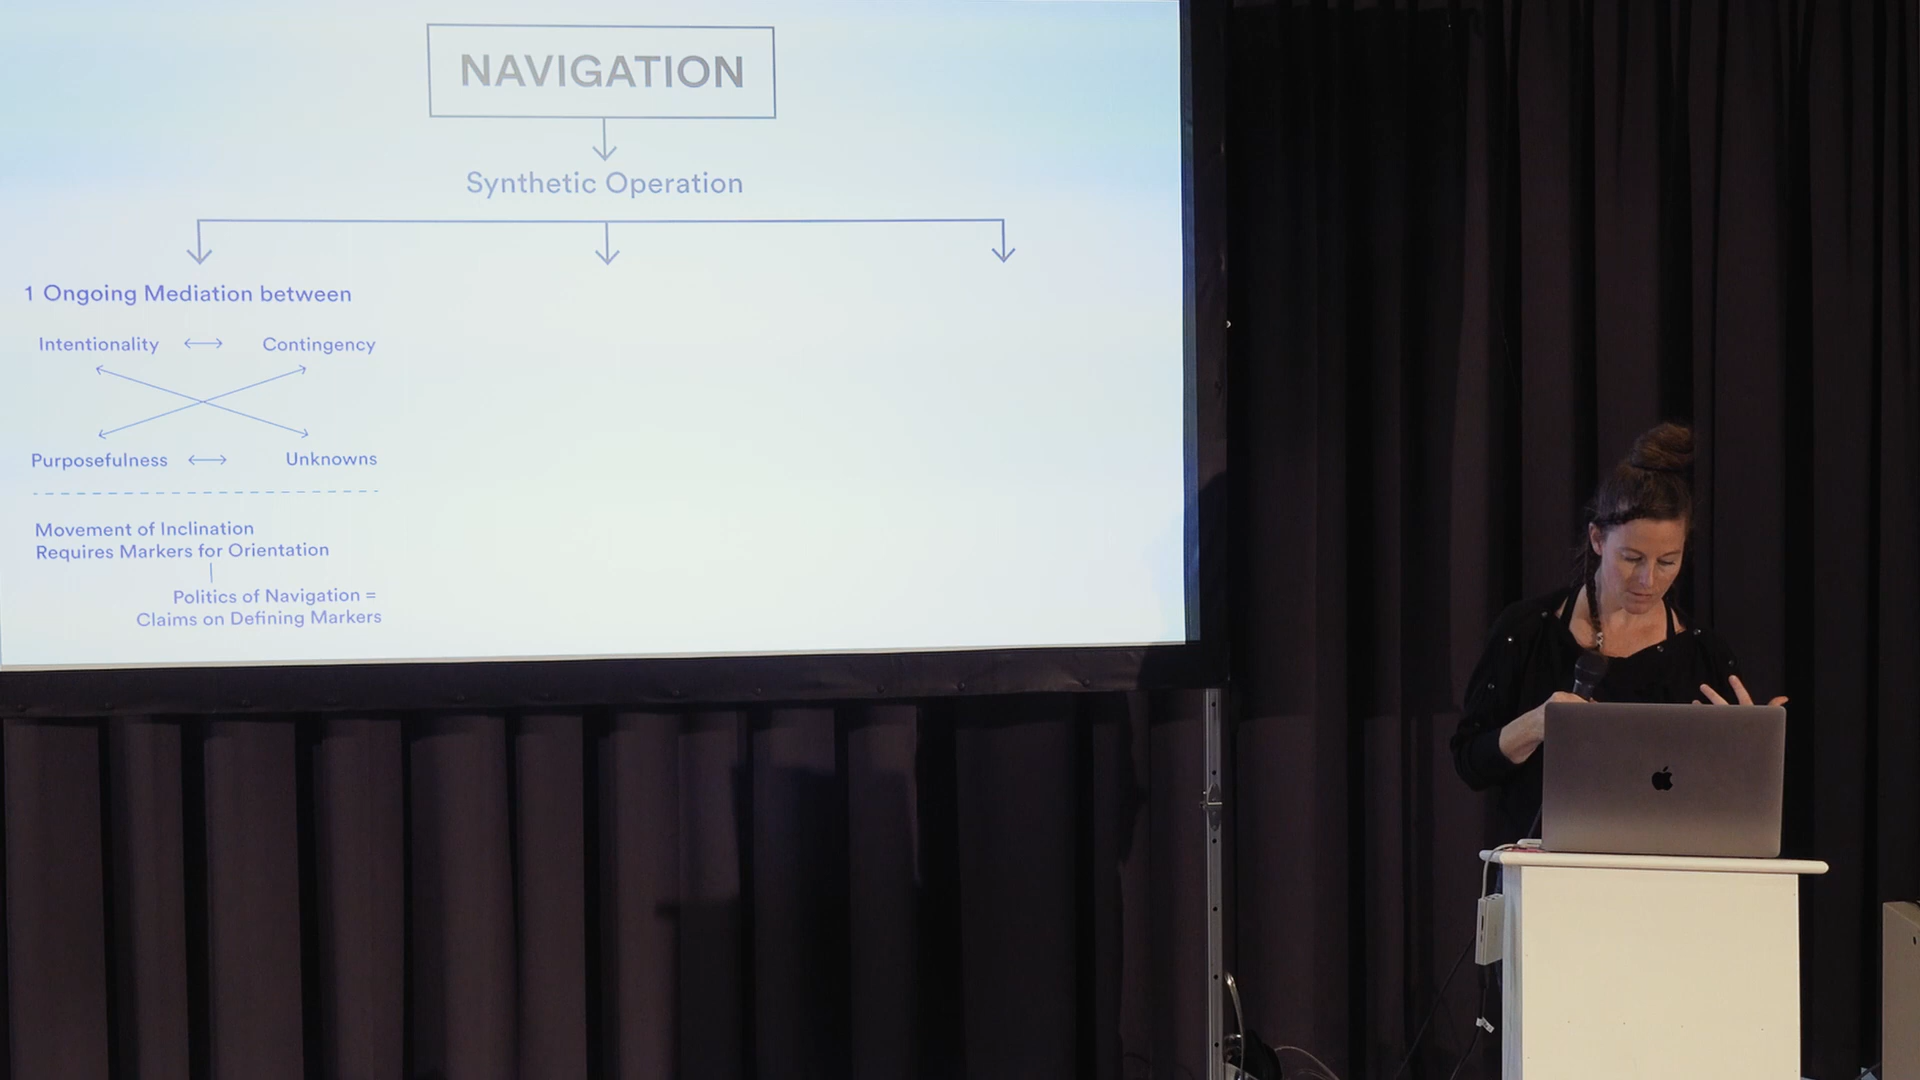 NAVIGATION
Synthetic Operation
1 Ongoing Mediation between
Intentionality Contingency
Purposefulness Unknowns
Movement of Inclination
Requires Markers for Orientation
Politics of Navigation =
Claims on Defining Markers